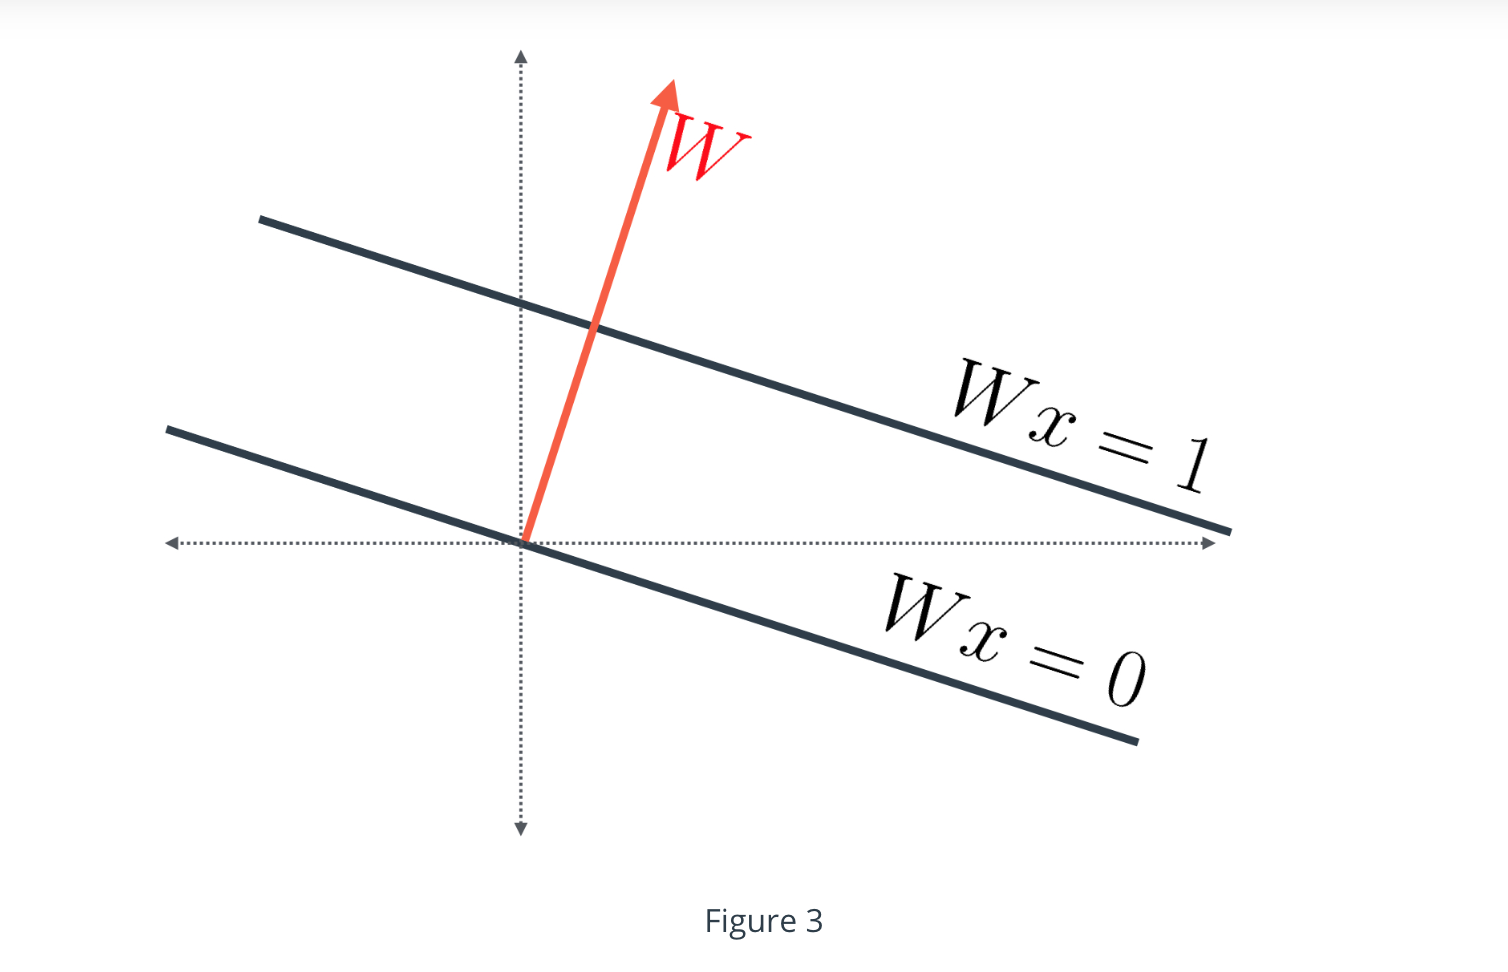 W
Wx = 1
Wx = 0
Figure 3